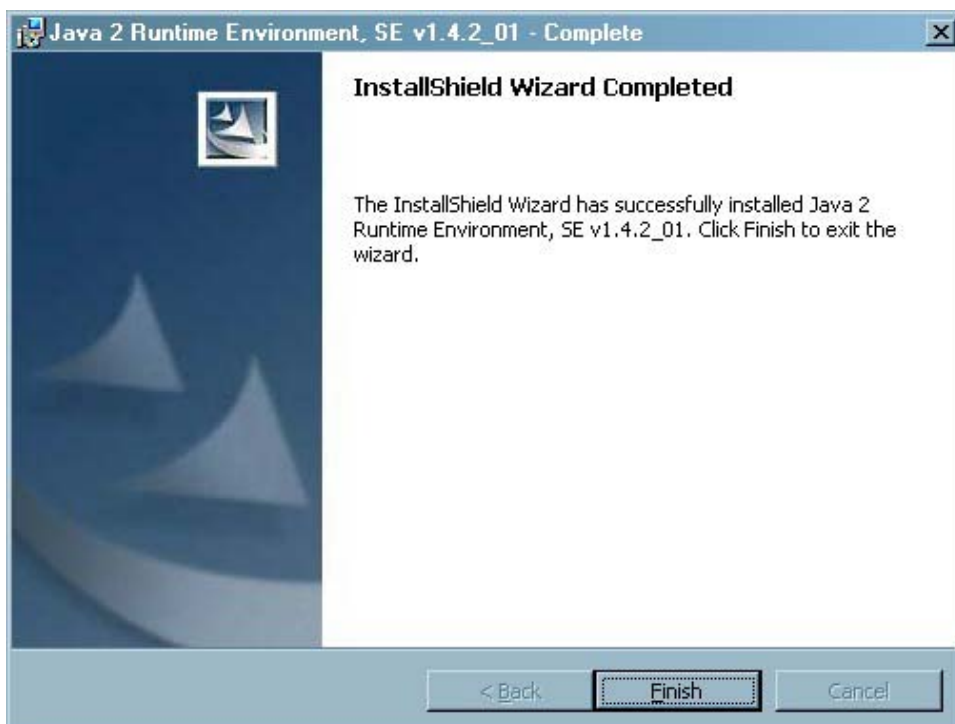 Java 2 Runtime Environment, SE v1.4.2_01 - Complete
InstallShield Wizard Completed
The InstallShield Wizard has successfully installed Java 2
Runtime Environment, SE v1.4.2_01. Click Finish to exit the
wizard.
< Back
Finish
Cancel